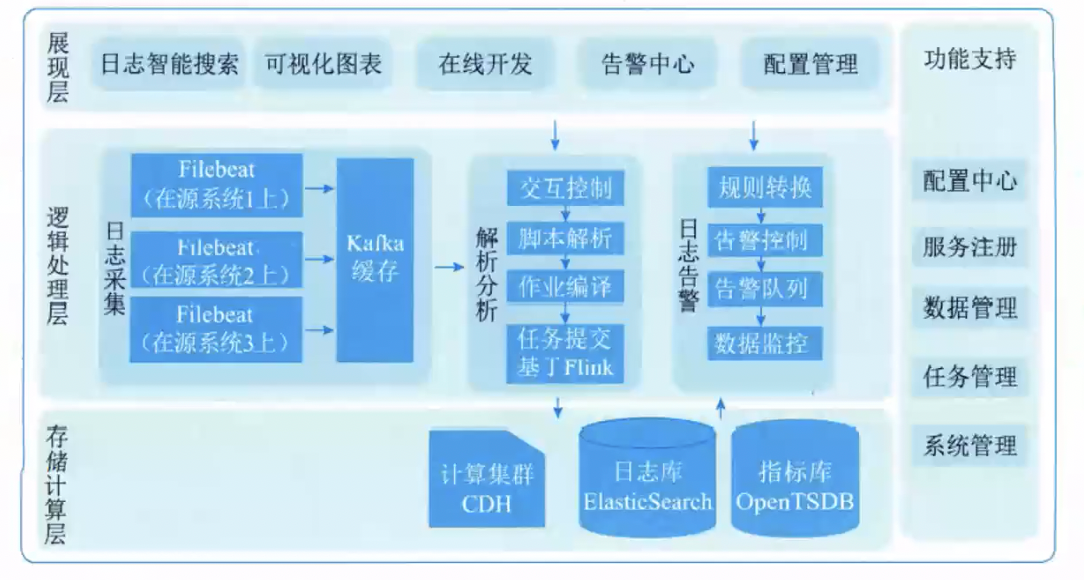 展现层
日志智能搜索
可视化图表
在线开发
告警中心
配置管理
逻辑处理层
日志采集
Filebeat
(在源系统1上)
Filebeat
(在源系统2上)
Filebeat
(在源系统3上)
Kafka
缓存
解析分析
交互控制
脚本解析
作业编译
任务提交
基于Flink
日志告警
规则转换
告警控制
告警队列
数据监控
存储计算层
计算集群
CDH
日志库
ElasticSearch
指标库
OpenTSDB
功能支持
配置中心
服务注册
数据管理
任务管理
系统管理